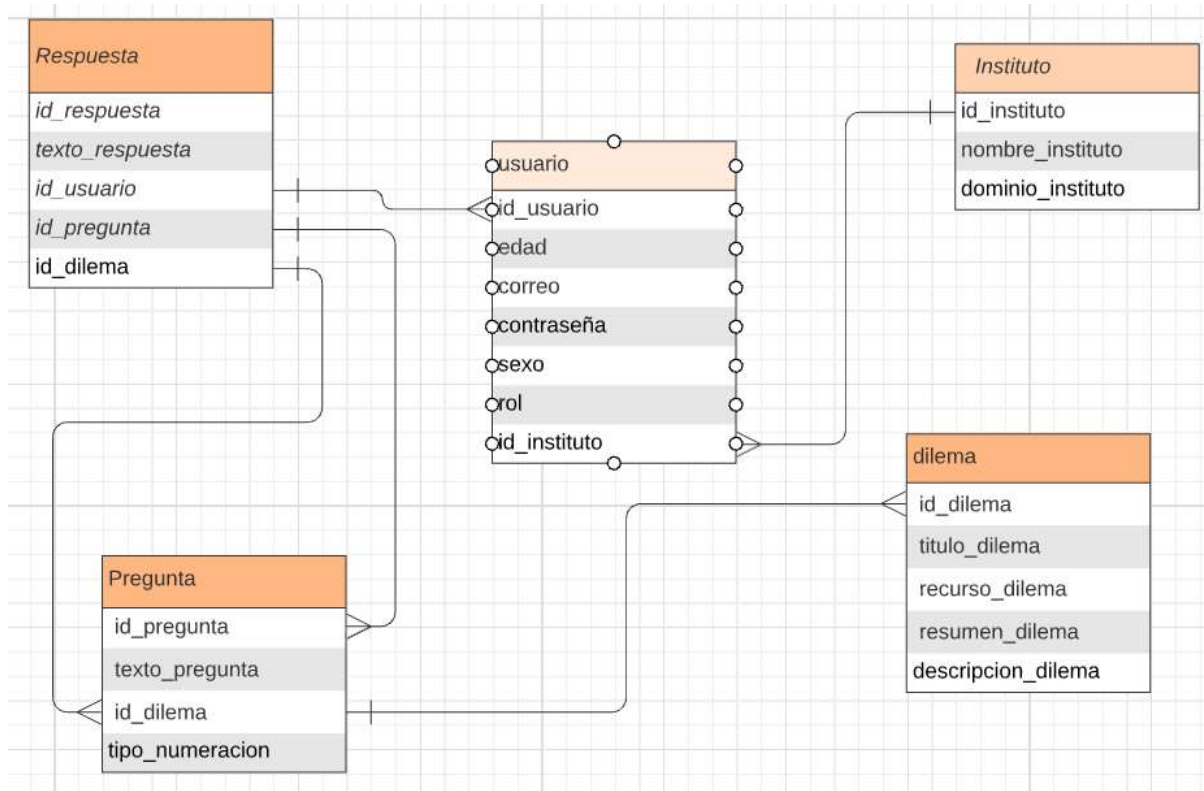 Respuesta
id_respuesta
texto_respuesta
id_usuario
id_pregunta
id_dilema
usuario
id_usuario
edad
correo
contraseña
sexo
rol
id_instituto
Instituto
id_instituto
nombre_instituto
dominio_instituto
Pregunta
id_pregunta
texto_pregunta
id_dilema
tipo_numeracion
dilema
id_dilema
titulo_dilema
recurso_dilema
resumen_dilema
descripcion_dilema